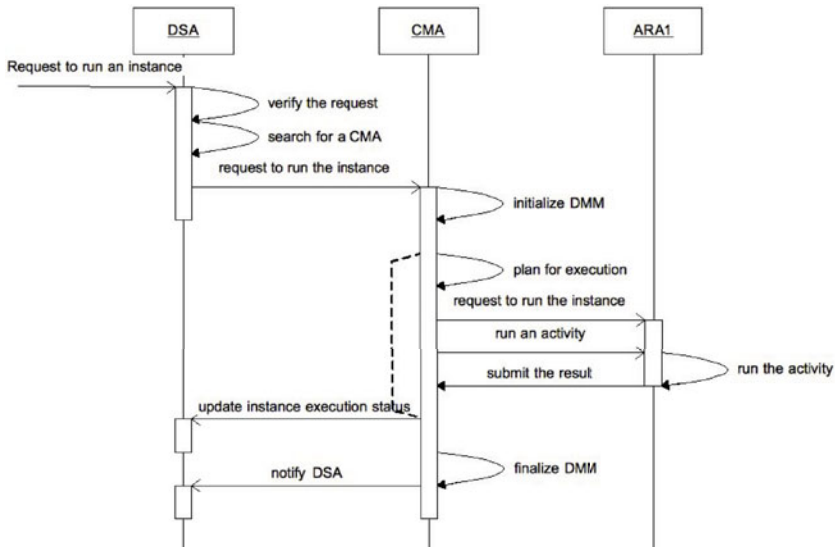 DSA
CMA
ARA1
Request to run an instance
verify the request
search for a CMA
request to run the instance
initialize DMM
plan for execution
request to run the instance
run an activity
run the activity
submit the result
update instance execution status
finalize DMM
notify DSA